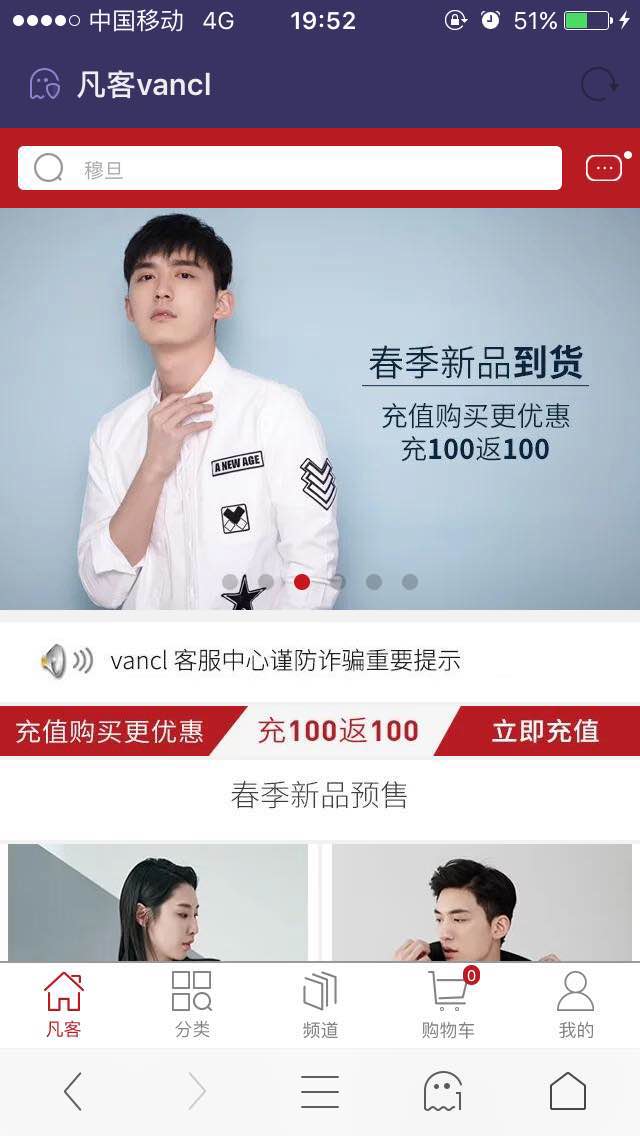 中国移动 4G 19:52 51%
凡客vancl
穆旦
春季新品到货
充值购买更优惠
充100返100
A NEW AGE
vancl 客服中心谨防诈骗重要提示
充值购买更优惠 充100返100 立即充值
春季新品预售
0
凡客 分类 频道 购物车 我的